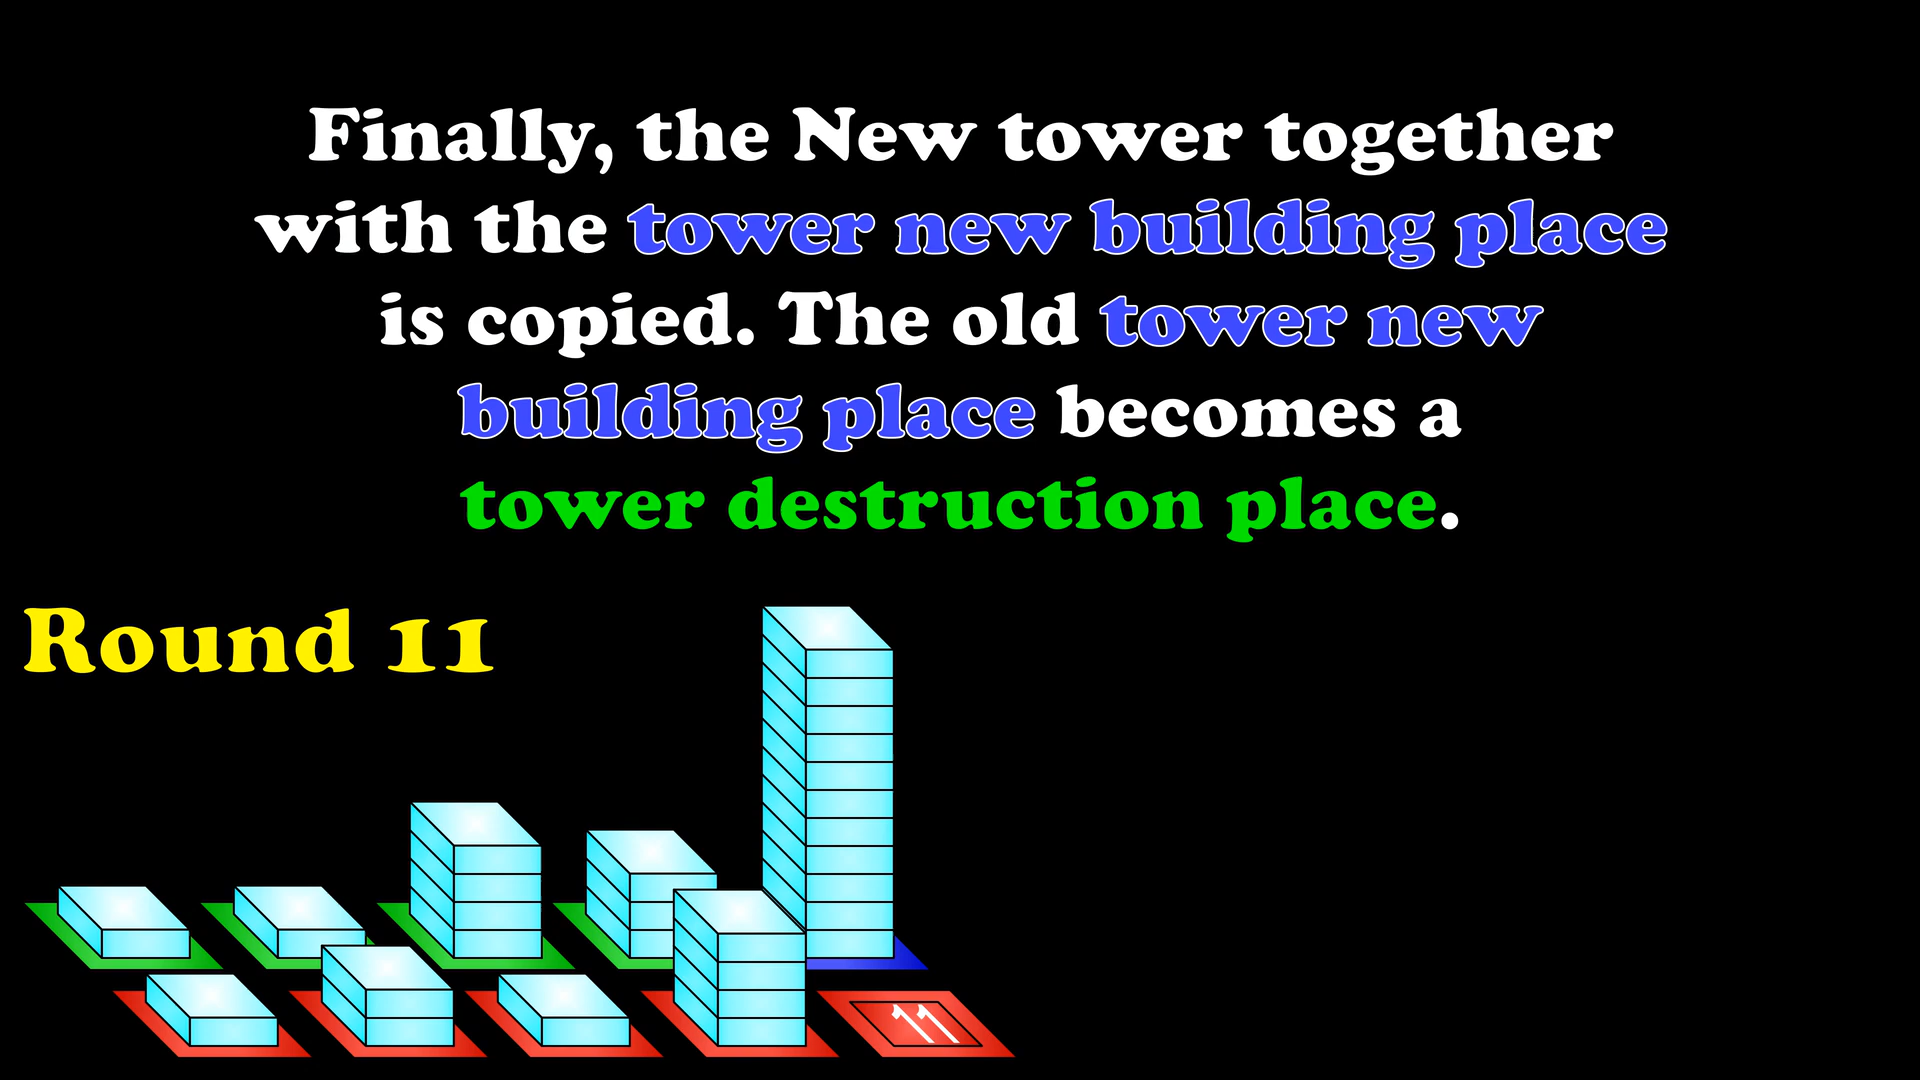 Finally, the New tower together
with the tower new building place
is copied. The old tower new
building place becomes a
tower destruction place.
Round 11
11